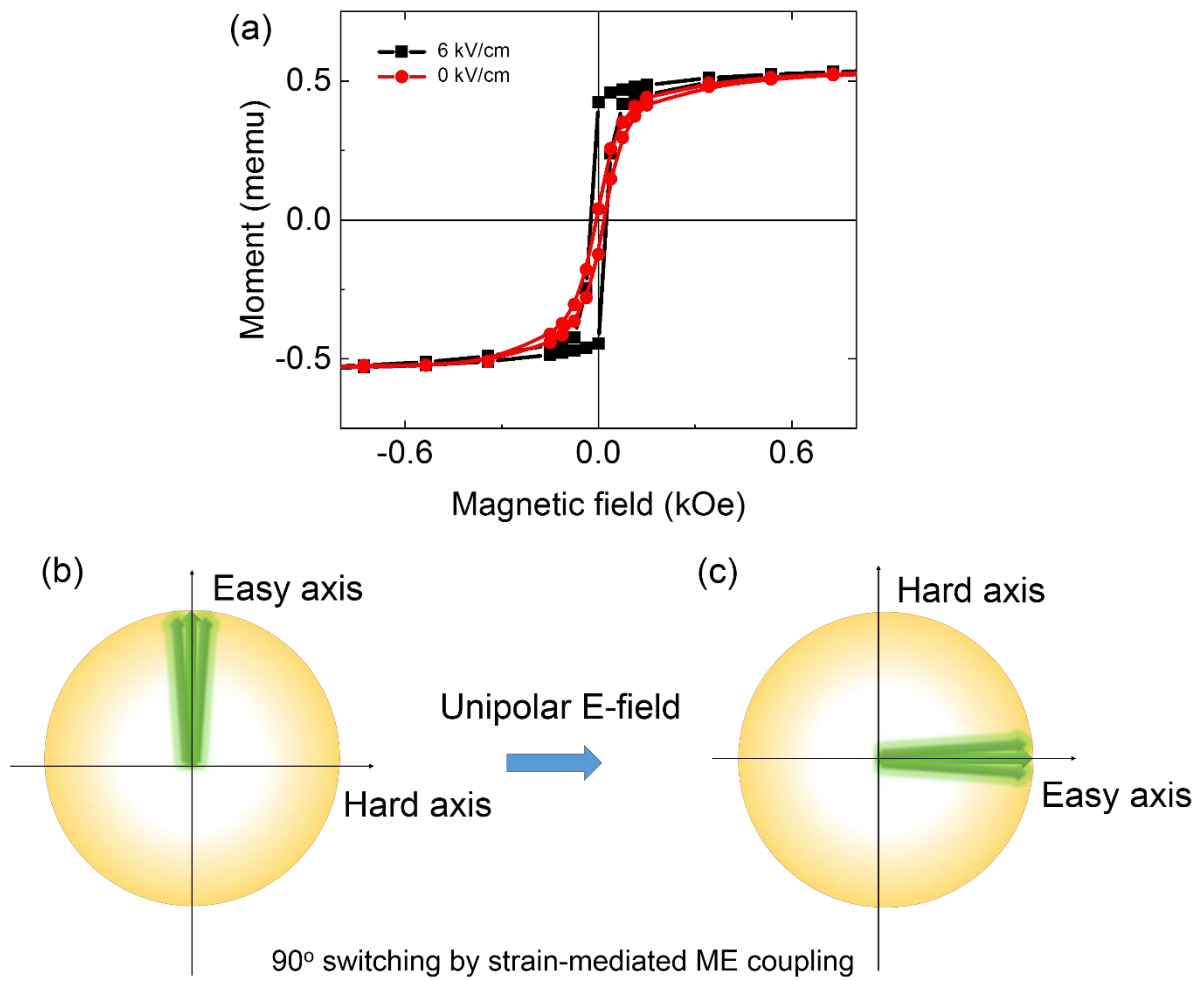 (a)
6 kV/cm
0 kV/cm
0.5
0.0
-0.5
Moment (memu)
-0.6 0.0 0.6
Magnetic field (kOe)
(b)
Easy axis
Hard axis
Unipolar E-field
(c)
Hard axis
Easy axis
90º switching by strain-mediated ME coupling